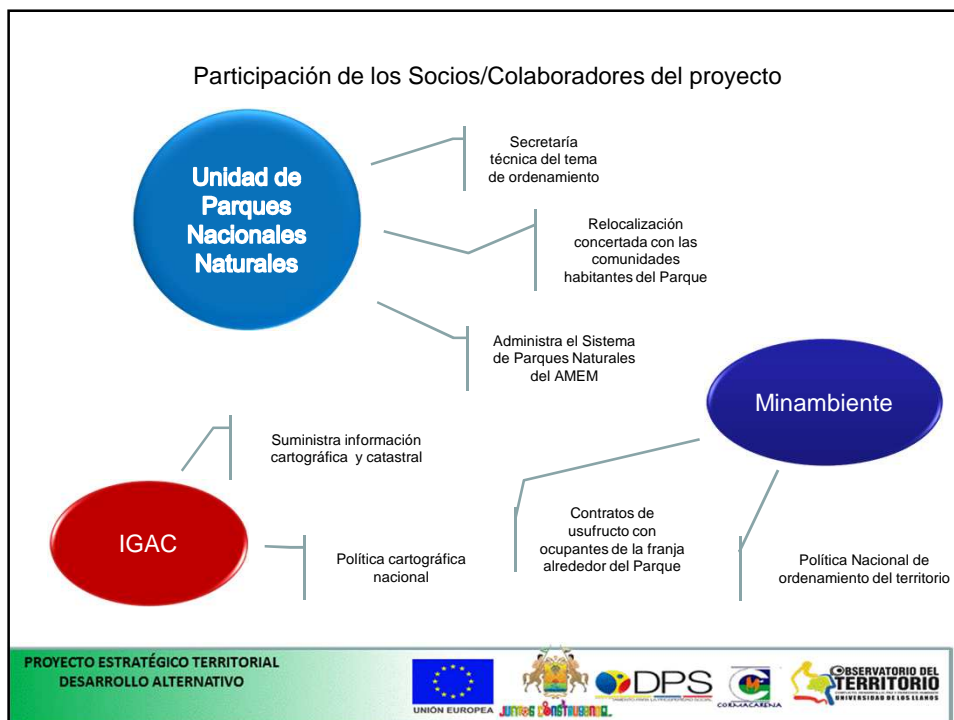 Participación de los Socios/Colaboradores del proyecto
Unidad de
Parques
Nacionales
Naturales
Secretaría
técnica del tema
de ordenamiento
Relocalización
concertada con las
comunidades
habitantes del Parque
Administra el Sistema
de Parques Naturales
del AMEM
Minambiente
Suministra información
cartográfica y catastral
IGAC
Política cartográfica
nacional
Contratos de
usufructo con
ocupantes de la franja
alrededor del Parque
Política Nacional de
ordenamiento del territorio
PROYECTO ESTRATÉGICO TERRITORIAL
DESARROLLO ALTERNATIVO
UNIÓN EUROPEA
DPS
CORMACARENA
OBSERVATORIO DEL
TERRITORIO
UNIVERSIDAD DE LOS LLANOS